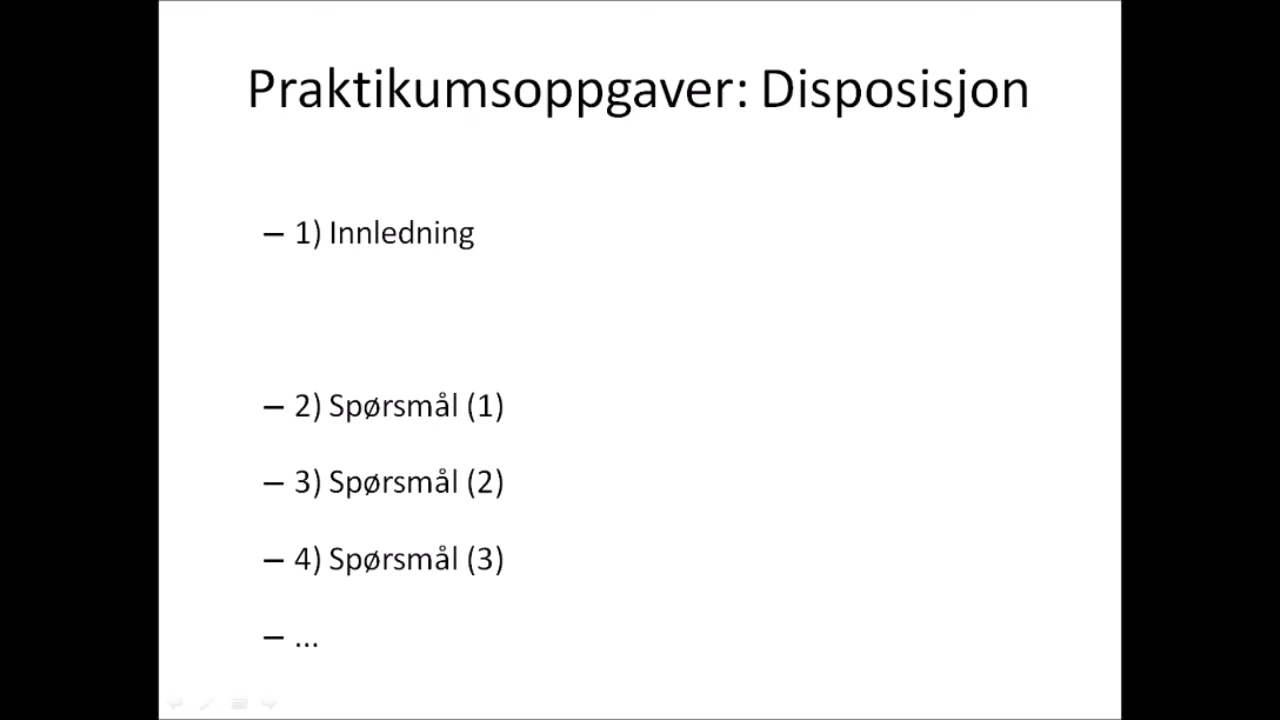 Praktikumsoppgaver: Disposisjon
– 1) Innledning
– 2) Spørsmål (1)
– 3) Spørsmål (2)
– 4) Spørsmål (3)
– ...